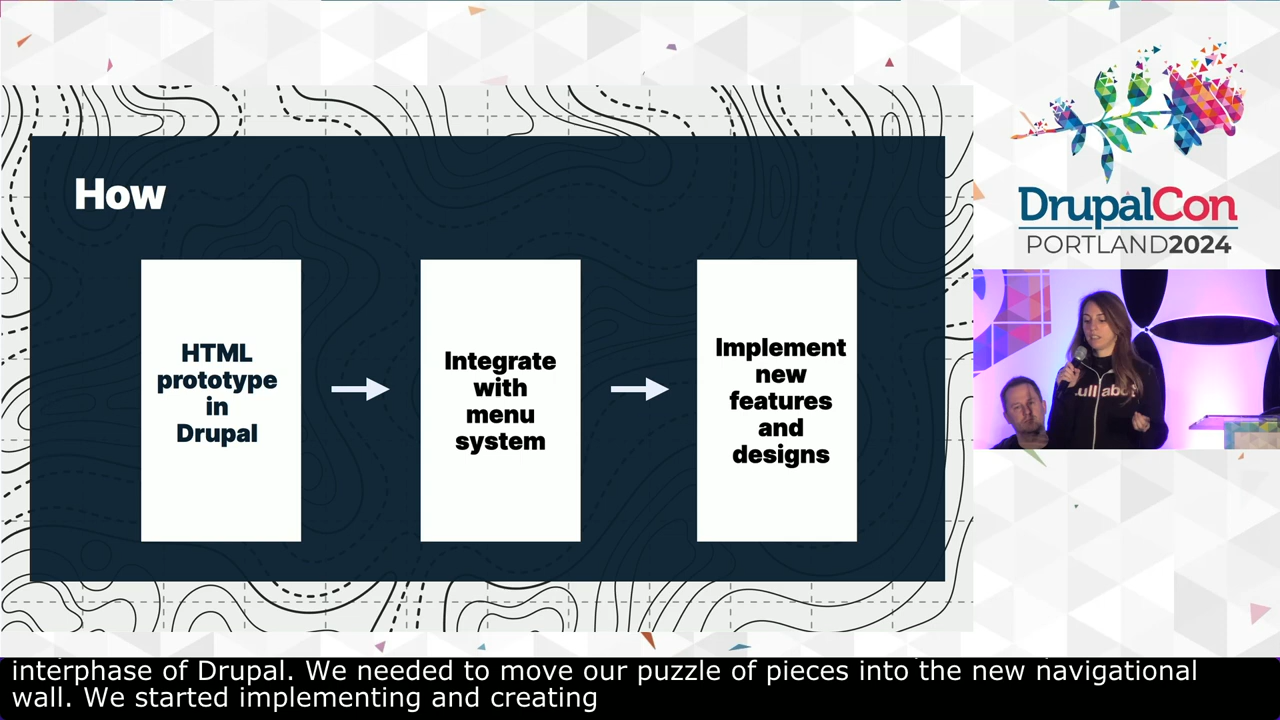 How
HTML
prototype
in
Drupal
Integrate
with
menu
system
Implement
new
features
and
designs
DrupalCon
PORTLAND2024
interphase of Drupal. We needed to move our puzzle of pieces into the new navigational
wall. We started implementing and creating